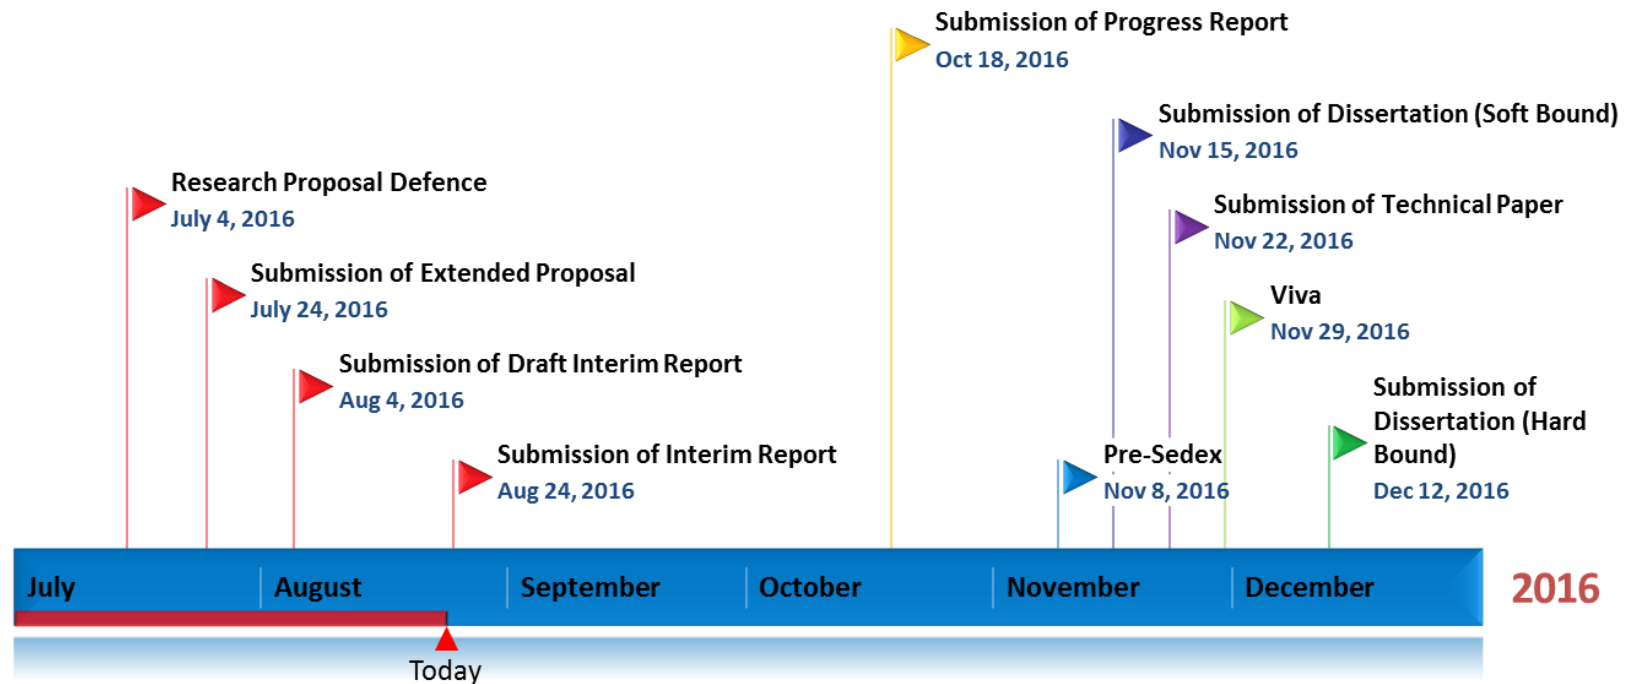 Submission of Progress Report
Oct 18, 2016
Submission of Dissertation (Soft Bound)
Nov 15, 2016
Research Proposal Defence
July 4, 2016
Submission of Technical Paper
Nov 22, 2016
Submission of Extended Proposal
July 24, 2016
Viva
Nov 29, 2016
Submission of Draft Interim Report
Aug 4, 2016
Submission of
Dissertation (Hard
Bound)
Dec 12, 2016
Submission of Interim Report
Aug 24, 2016
Pre-Sedex
Nov 8, 2016
July August September October November December 2016
Today